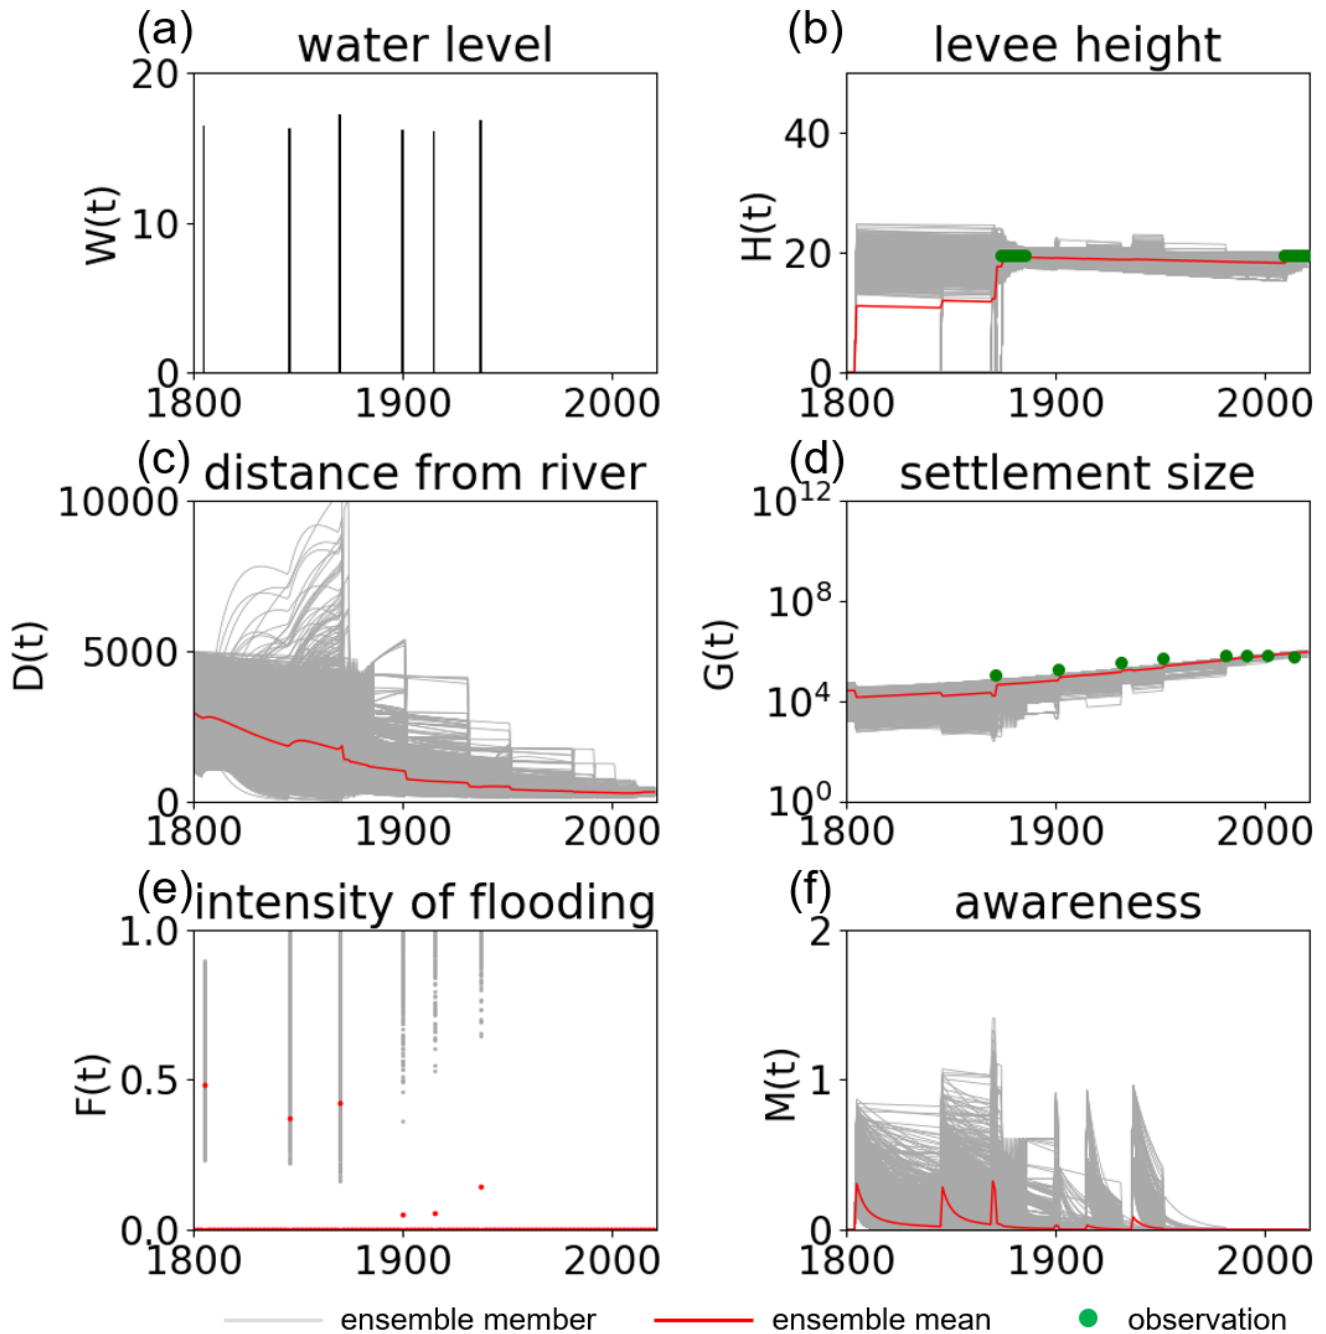 (a) water level
W(t)
20
10
0
1800 1900 2000
(b) levee height
H(t)
40
20
0
1800 1900 2000
(c) distance from river
D(t)
10000
5000
0
1800 1900 2000
(d) settlement size
G(t)
10^12
10^8
10^4
10^0
1800 1900 2000
(e) intensity of flooding
F(t)
1.0
0.5
0.0
1800 1900 2000
(f) awareness
M(t)
2
1
0
1800 1900 2000
ensemble member ensemble mean observation